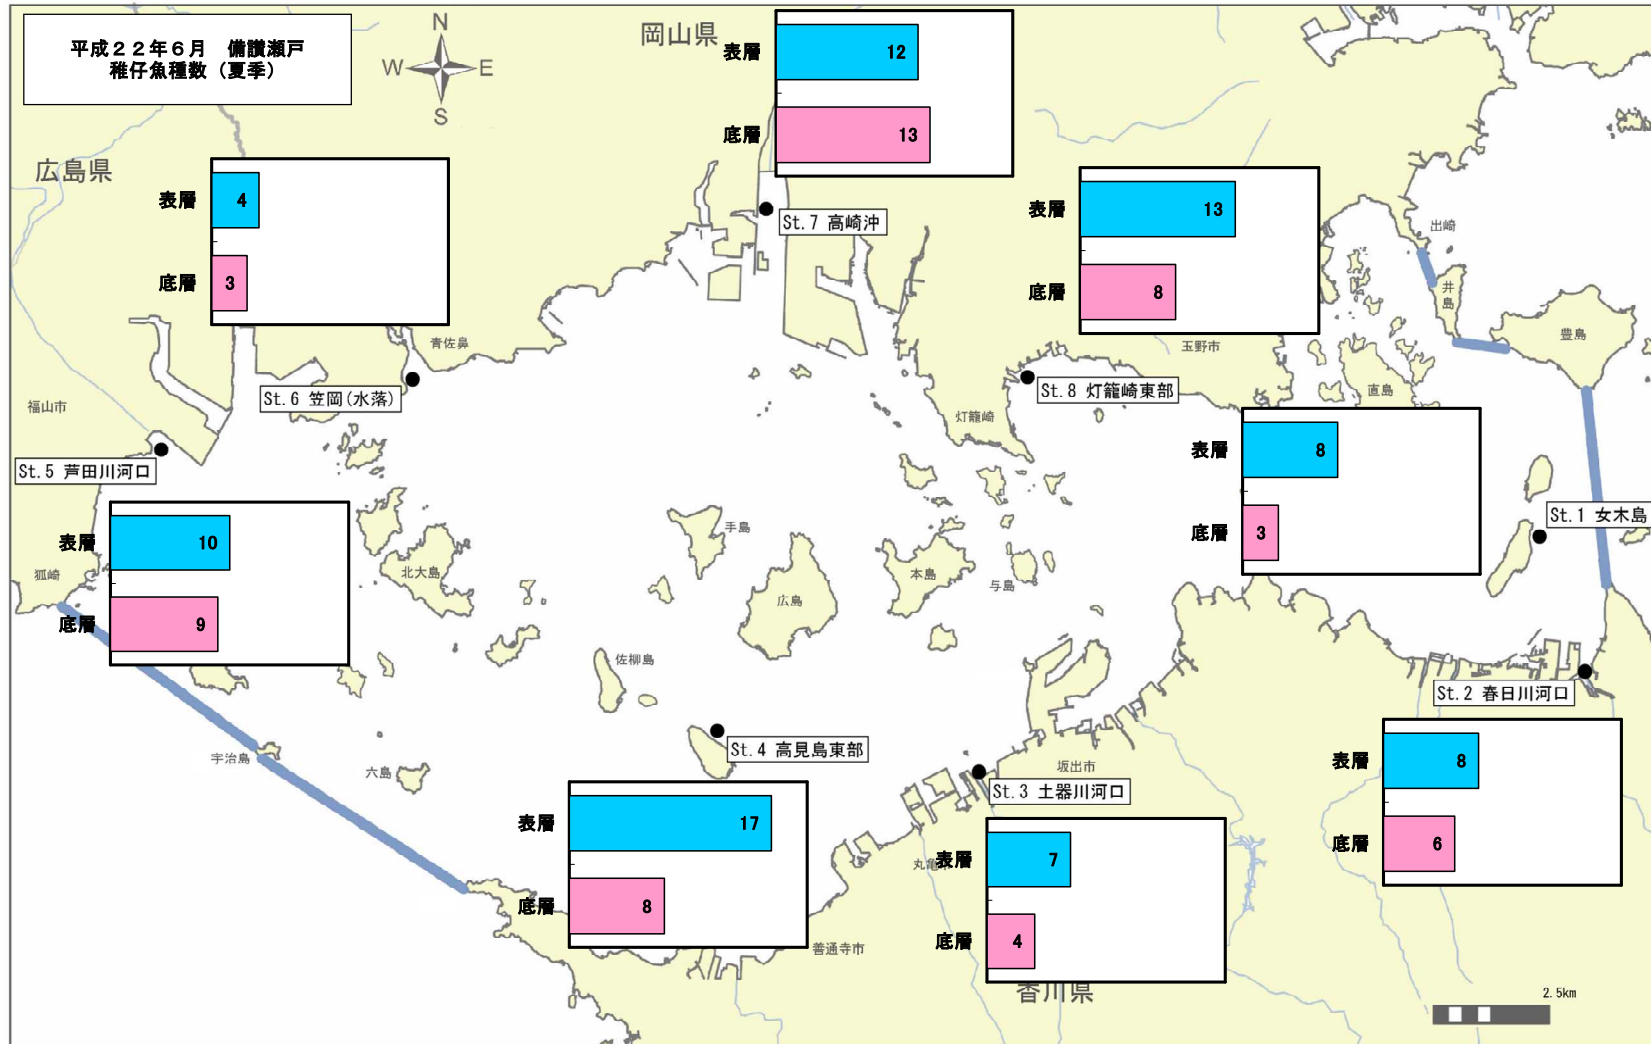 平成２２年６月　備讃瀬戸
稚仔魚種数（夏季）
N
W
E
S
岡山県
広島県
表層
12
底層
13
表層
4
底層
3
表層
13
底層
8
St.7 高崎沖
出崎
井島
豊島
玉野市
直島
青佐鼻
St.6 笠岡(水落)
St.8 灯籠崎東部
灯籠崎
福山市
St.5 芦田川河口
表層
8
底層
3
St.1 女木島
表層
10
底層
9
狐崎
北大島
手島
広島
本島
与島
佐柳島
St.2 春日川河口
宇治島
六島
St.4 高見島東部
坂出市
St.3 土器川河口
表層
8
底層
6
表層
17
底層
8
丸亀市
表層
7
底層
4
善通寺市
香川県
2.5km